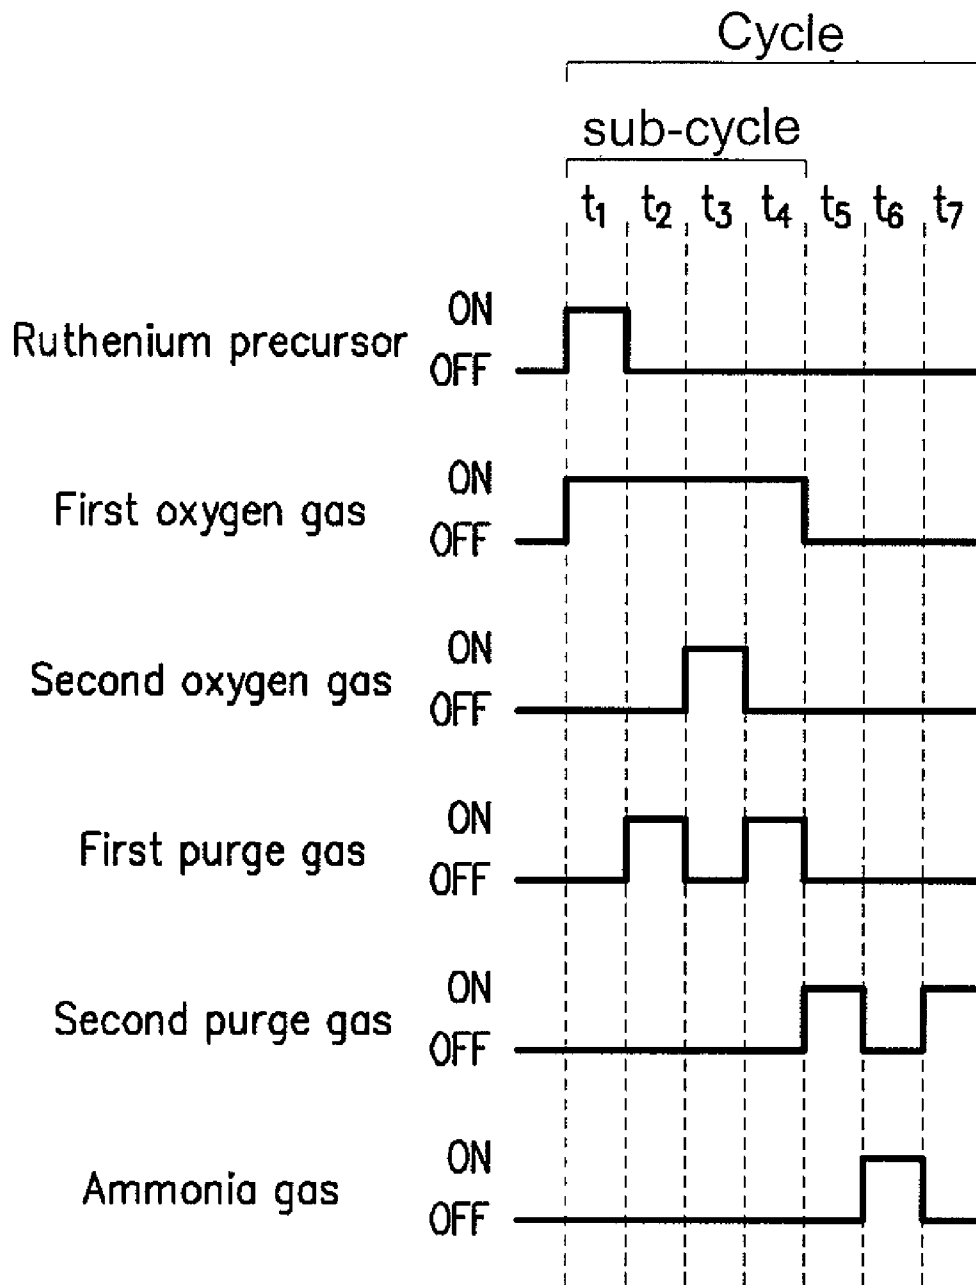 Cycle
sub-cycle
t1 t2 t3 t4 t5 t6 t7
Ruthenium precursor ON OFF
First oxygen gas ON OFF
Second oxygen gas ON OFF
First purge gas ON OFF
Second purge gas ON OFF
Ammonia gas ON OFF